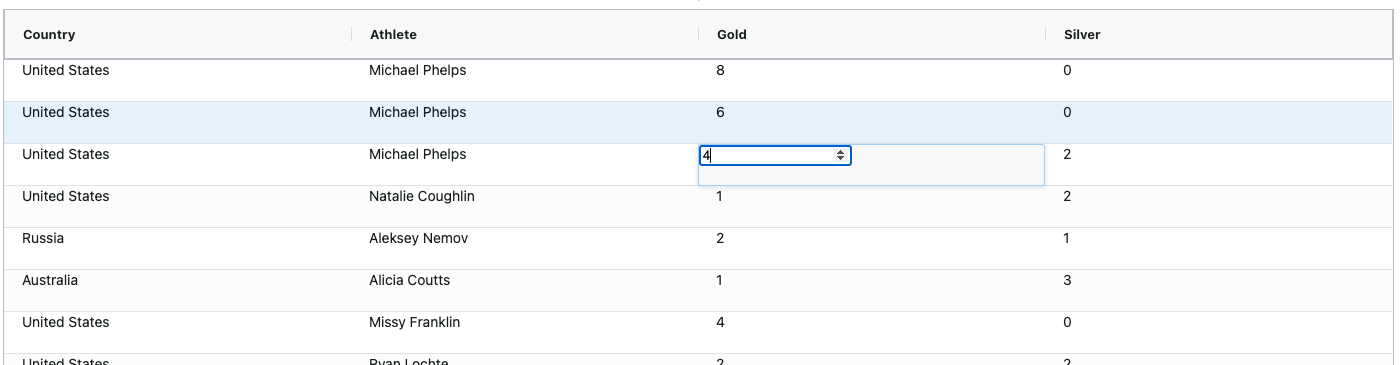 Country Athlete Gold Silver
United States Michael Phelps 8 0
United States Michael Phelps 6 0
United States Michael Phelps 4 2
United States Natalie Coughlin 1 2
Russia Aleksey Nemov 2 1
Australia Alicia Coutts 1 3
United States Missy Franklin 4 0
United States Ryan Lochte 2 2